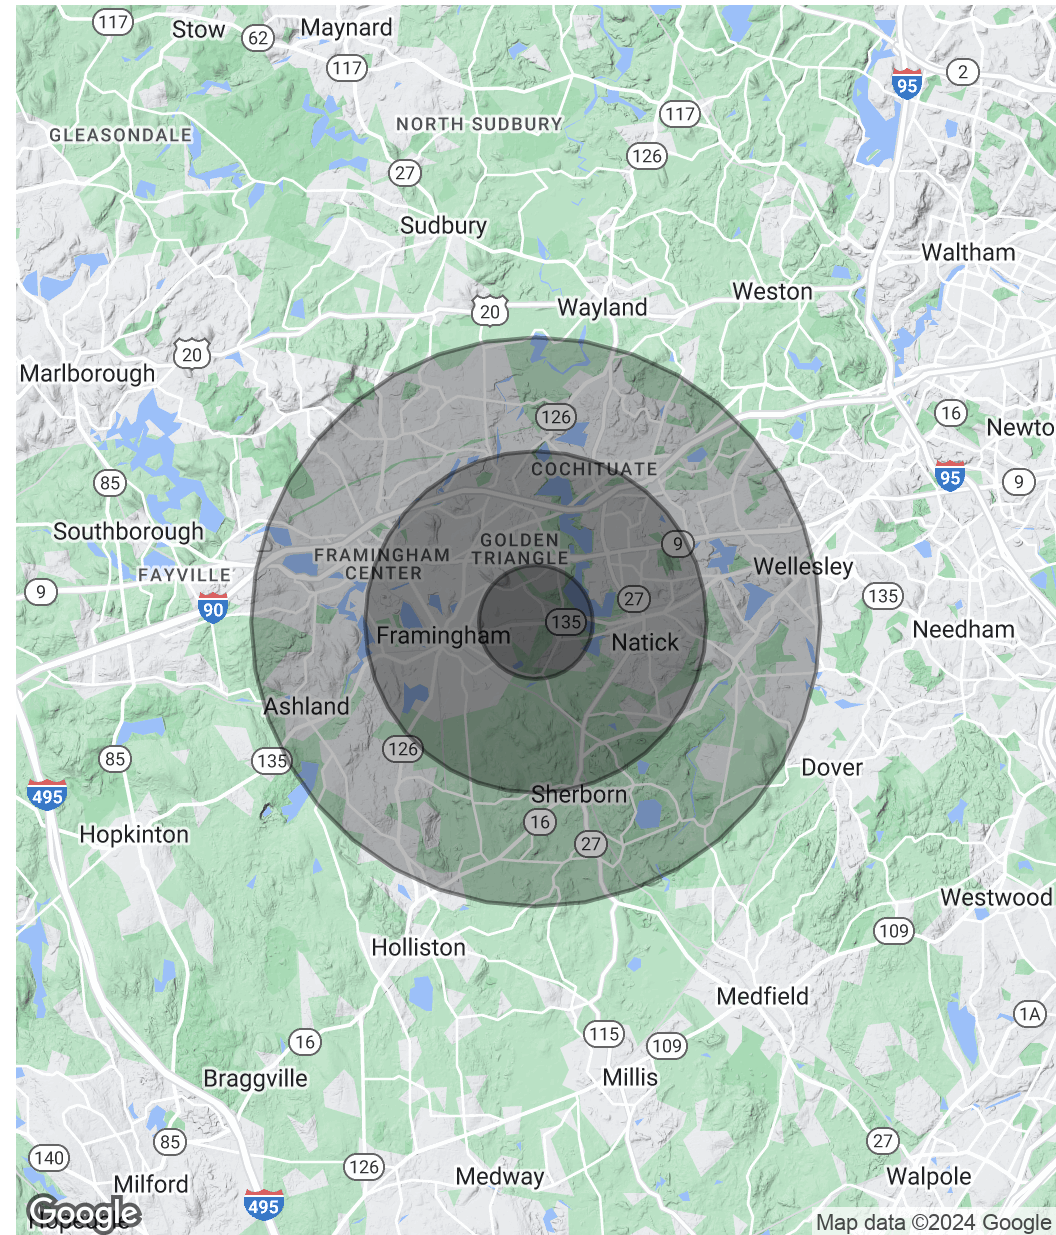 117
Stow
62
Maynard
117
2
95
GLEASONDALE
NORTH SUDBURY
117
126
27
Sudbury
Waltham
Weston
20
Wayland
20
Marlborough
126
16
Newto
COCHITUATE
95
9
85
Southborough
GOLDEN
TRIANGLE
9
FRAMINGHAM
CENTER
FAYVILLE
Wellesley
9
90
27
135
135
Framingham
Natick
Needham
Ashland
126
85
135
Dover
495
Sherborn
16
Hopkinton
27
Westwood
109
Holliston
Medfield
1A
16
115
109
Braggville
Millis
85
27
140
126
Milford
Medway
Walpole
495
Google
Map data ©2024 Google